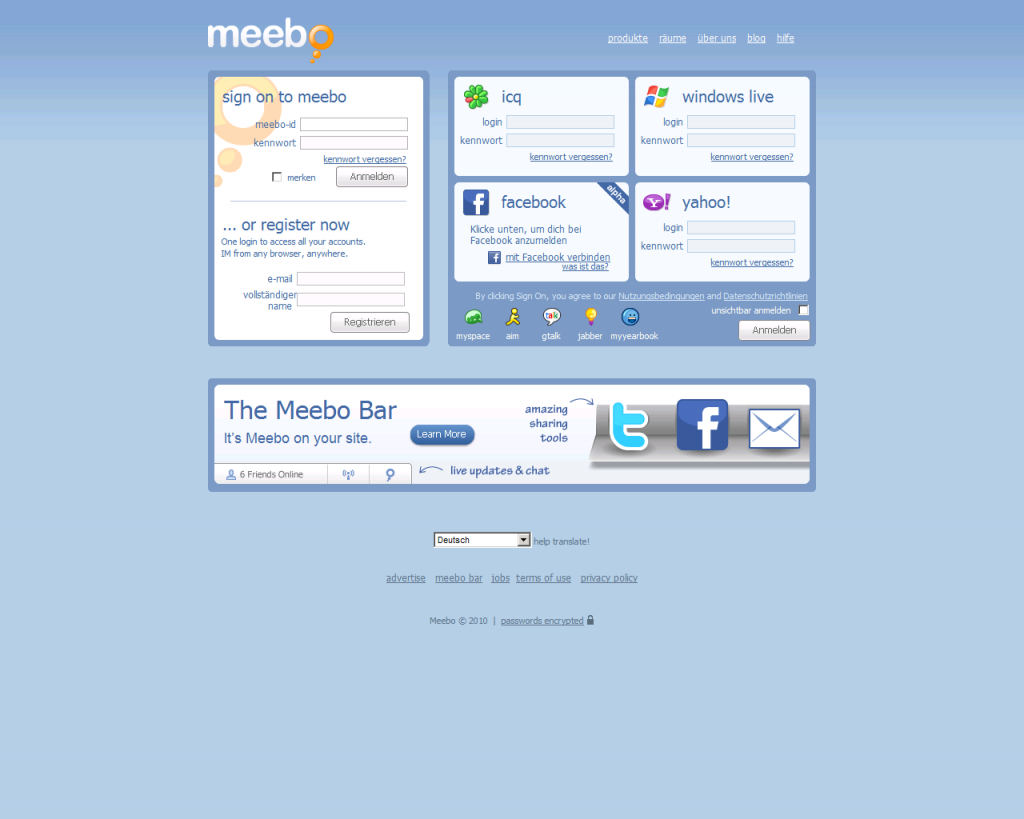 meebo
produkte räume über uns blog hilfe
sign on to meebo
meebo-id
kennwort
kennwort vergessen?
merken Anmelden
... or register now
One login to access all your accounts.
IM from any browser, anywhere.
e-mail
vollständiger
name
Registrieren
icq
login
kennwort
kennwort vergessen?
windows live
login
kennwort
kennwort vergessen?
facebook
alpha
Klicke unten, um dich bei
Facebook anzumelden
mit Facebook verbinden
was ist das?
yahoo!
login
kennwort
kennwort vergessen?
By clicking Sign On, you agree to our Nutzungsbedingungen and Datenschutzrichtlinien
unsichtbar anmelden
talk
myspace aim gtalk jabber myyearbook
Anmelden
The Meebo Bar
It's Meebo on your site.
Learn More
amazing
sharing
tools
6 Friends Online
live updates & chat
Deutsch help translate!
advertise meebo bar jobs terms of use privacy policy
Meebo © 2010 | passwords encrypted